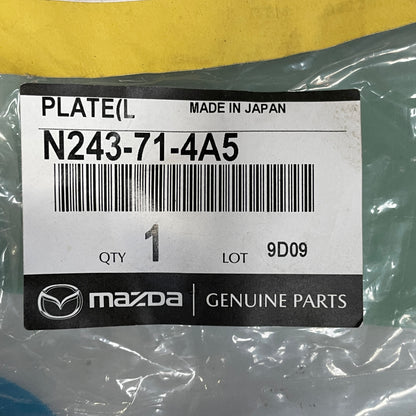 PLATE(L MADE IN JAPAN
N243-71-4A5
QTY 1 LOT 9D09
mazda GENUINE PARTS